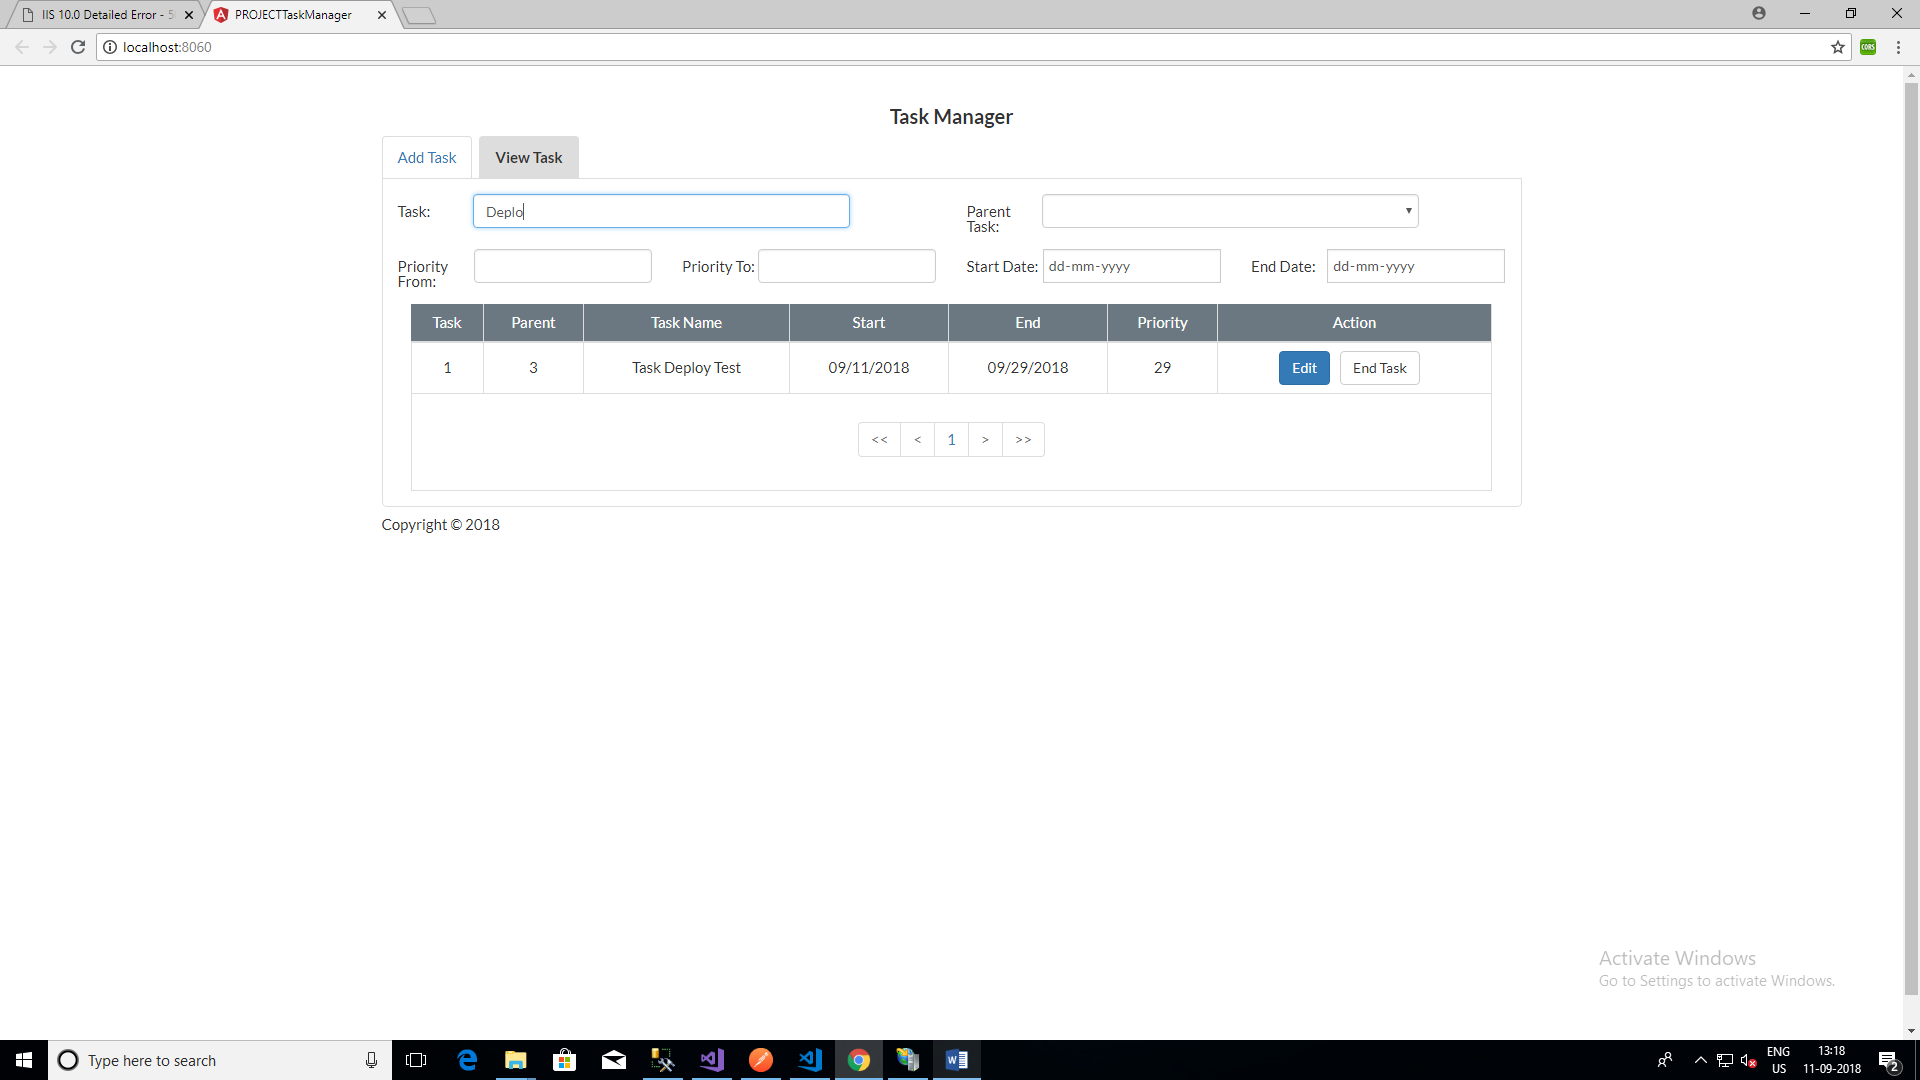 IIS 10.0 Detailed Error - 5
PROJECTTaskManager
localhost:8060
CORS
Task Manager
Add Task
View Task
Task:
Deplo
Parent
Task:
Priority
From:
Priority To:
Start Date:
dd-mm-yyyy
End Date:
dd-mm-yyyy
Task Parent Task Name Start End Priority Action
1 3 Task Deploy Test 09/11/2018 09/29/2018 29 Edit End Task
<< < 1 > >>
Copyright © 2018
Activate Windows
Go to Settings to activate Windows.
Type here to search
ENG
US
13:18
11-09-2018
2